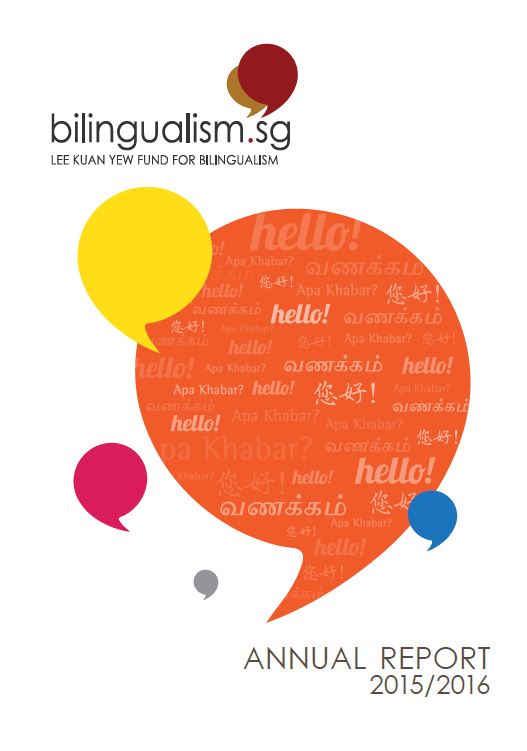 bilingualism.sg
LEE KUAN YEW FUND FOR BILINGUALISM
hello!
Apa Khabar? வணக்கம்
வணக்கம் 您好!
hello! Apa Khabar? 您好!
வணக்கம் hello!
您好! Apa Khabar? 您好! வணக்கம்
வணக்கம் hello!
hello! வணக்கம் Apa Khabar?
Apa Khabar? hello! 您好!
வணக்கம்
hello! Apa Khabar?
Apa Khabar? வணக்கம் 您好!
hello!
Apa Khabar? 您好! hello!
வணக்கம் 您好!
您好! Apa Khabar?
hello!
您好!
வணக்கம்
ANNUAL REPORT
2015/2016